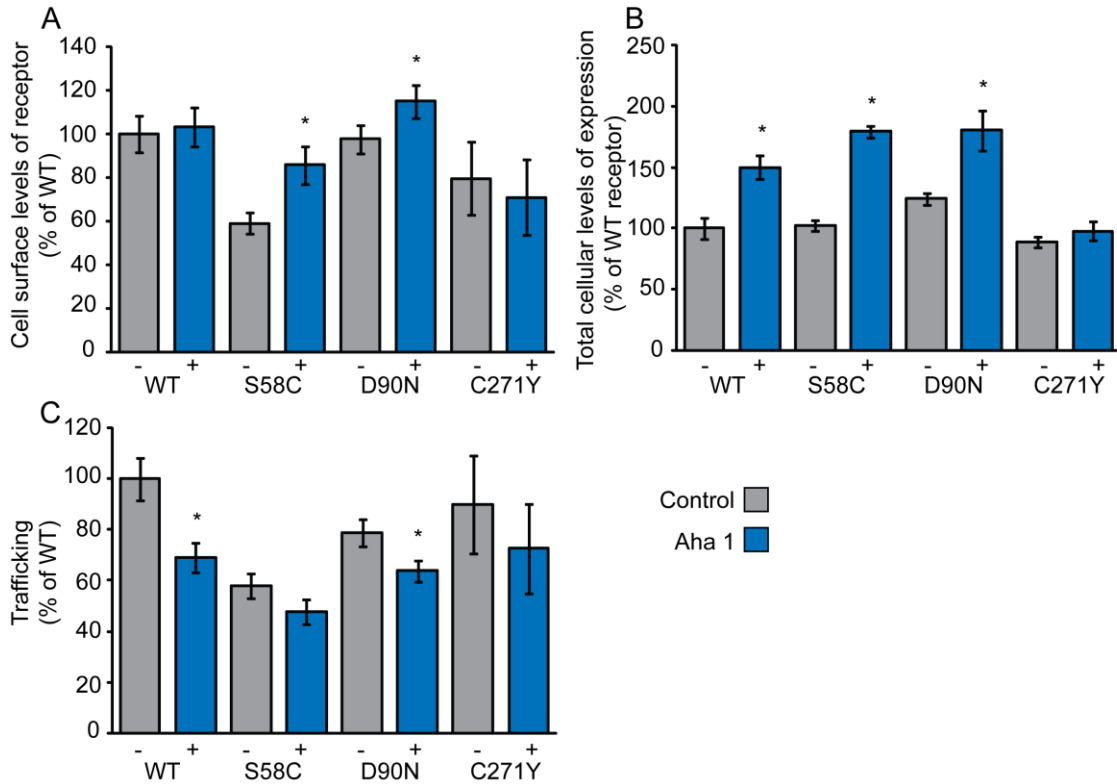 A
Cell surface levels of receptor
(% of WT)
140
120
100
80
60
40
20
0
* *
- + - + - + - +
WT S58C D90N C271Y
B
Total cellular levels of expression
(% of WT receptor)
250
200
150
100
50
0
* * *
- + - + - + - +
WT S58C D90N C271Y
C
Trafficking
(% of WT)
120
100
80
60
40
20
0
* *
- + - + - + - +
WT S58C D90N C271Y
Control
Aha 1